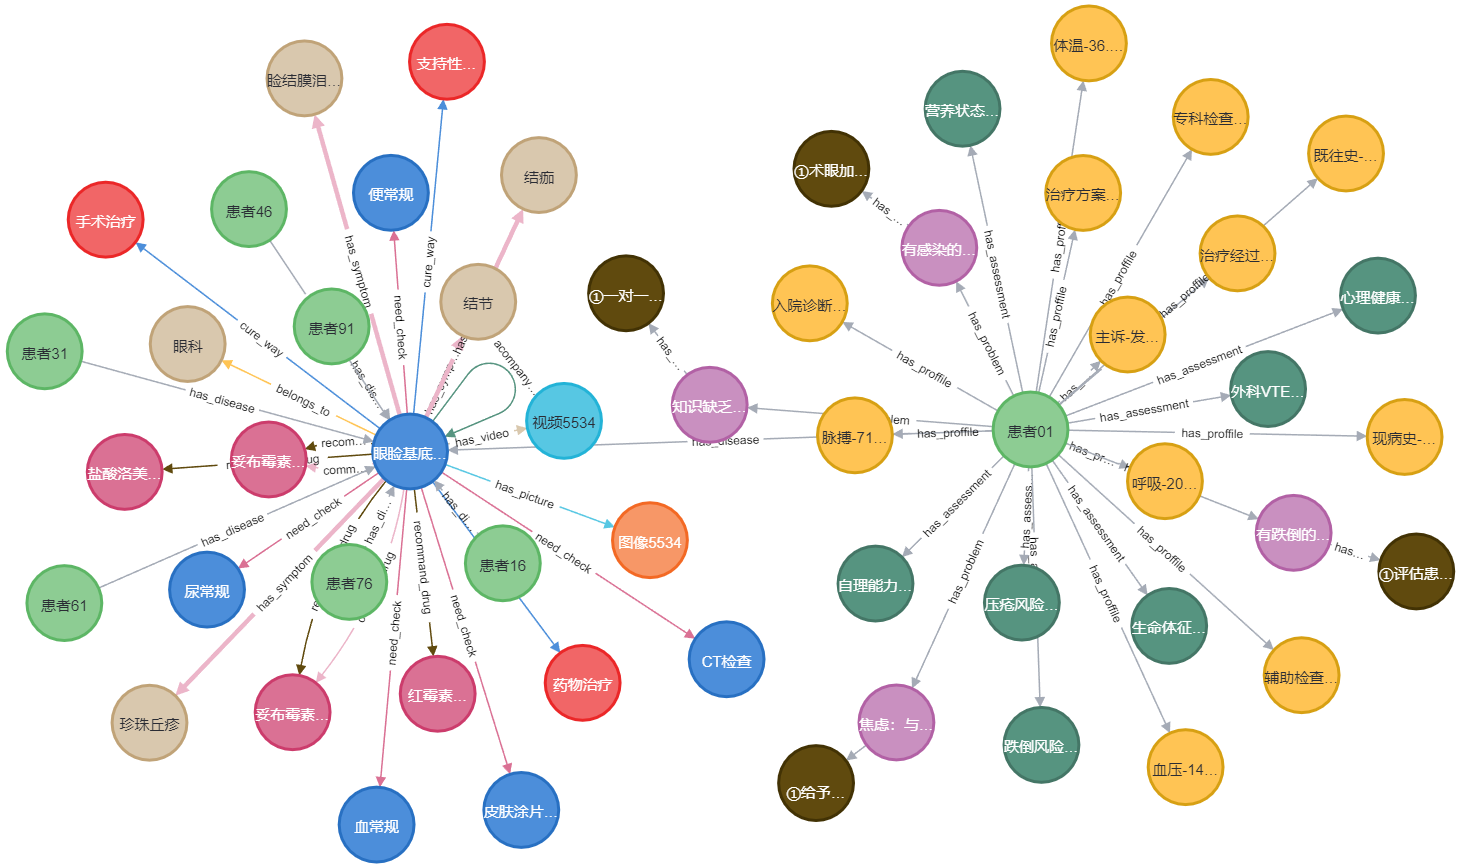 体温-36....
支持性...
睑结膜泪...
营养状态...
专科检查...
既往史-...
①术眼加...
结痂
便常规
治疗方案...
患者46
手术治疗
has_...
有感染的...
治疗经过...
has_symptom
cure_way
has_assessment
has_proffile
心理健康...
①一对一...
结节
入院诊断...
need_check
has_proffile
has_proffile
患者91
主诉-发...
患者31
眼科
cure_way
has_problem
has_...
acompany...
has_proffile
has_assessment
has_dis...
belongs_to
外科VTE...
has_disease
知识缺乏...
has_assessment
视频5534
脉搏-71...
患者01
现病史-...
has_proffile
has_proffile
has_video
has_disease
recom...
眼睑基底...
盐酸洛美...
妥布霉素...
comm...
has_pr...
呼吸-20...
has_picture
has_di...
need_check
has_disease
has_assessment
has_assess
has_assessment
有跌倒的...
图像5534
has_...
need_check
has_proffile
患者16
recommand_drug
has_problem
①评估患...
has_symptom
患者76
自理能力...
尿常规
has_proffile
患者61
压疮风险...
need_check
need_check
生命体征...
CT检查
辅助检查...
药物治疗
红霉素...
妥布霉素...
珍珠丘疹
焦虑：与...
跌倒风险...
血压-14...
①给予...
皮肤涂片...
血常规